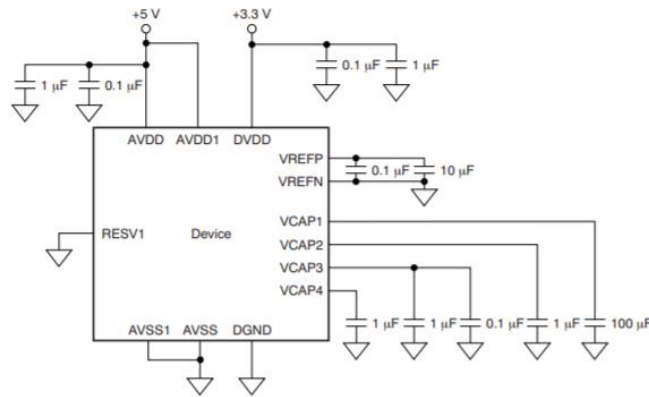 +5 V
+3.3 V
1 μF
0.1 μF
0.1 μF
1 μF
AVDD
AVDD1
DVDD
VREFP
VREFN
0.1 μF
10 μF
VCAP1
RESV1
Device
VCAP2
VCAP3
VCAP4
1 μF
1 μF
0.1 μF
1 μF
100 μF
AVSS1
AVSS
DGND